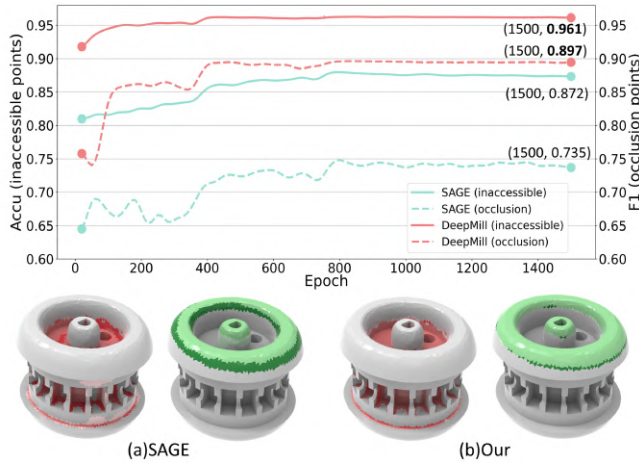 Accu (inaccessible points)
0.95
0.90
0.85
0.80
0.75
0.70
0.65
0.60
0.95
0.90
0.85
0.80
0.75
0.70
0.65
0.60
F1 (occlusion points)
(1500, 0.961)
(1500, 0.897)
(1500, 0.872)
(1500, 0.735)
SAGE (inaccessible)
SAGE (occlusion)
DeepMill (inaccessible)
DeepMill (occlusion)
0 200 400 600 800 1000 1200 1400
Epoch
(a)SAGE (b)Our